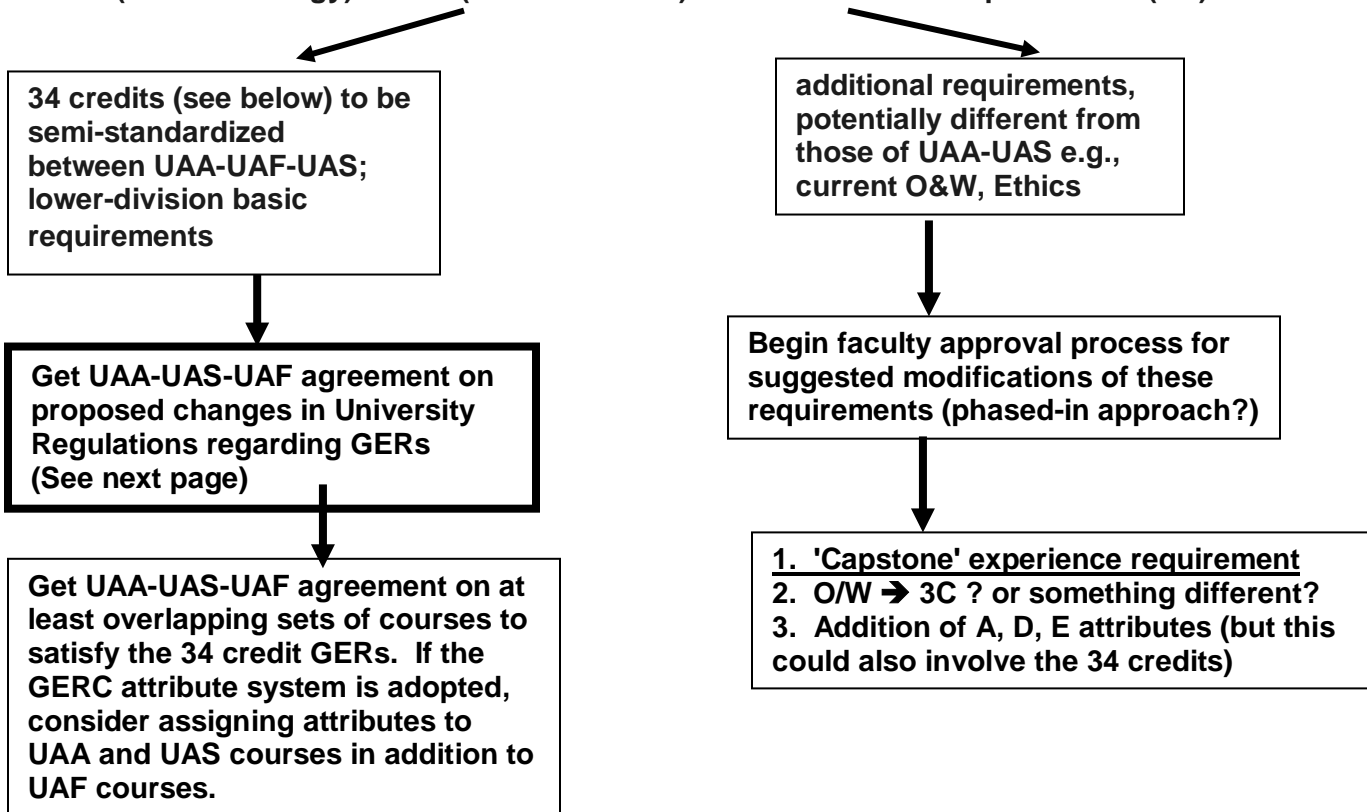 34 credits (see below) to be
semi-standardized
between UAA-UAF-UAS;
lower-division basic
requirements
additional requirements,
potentially different from
those of UAA-UAS e.g.,
current O&W, Ethics
Get UAA-UAS-UAF agreement on
proposed changes in University
Regulations regarding GERs
(See next page)
Begin faculty approval process for
suggested modifications of these
requirements (phased-in approach?)
Get UAA-UAS-UAF agreement on at
least overlapping sets of courses to
satisfy the 34 credit GERs. If the
GERC attribute system is adopted,
consider assigning attributes to
UAA and UAS courses in addition to
UAF courses.
1. 'Capstone' experience requirement
2. O/W ➔ 3C ? or something different?
3. Addition of A, D, E attributes (but this
could also involve the 34 credits)